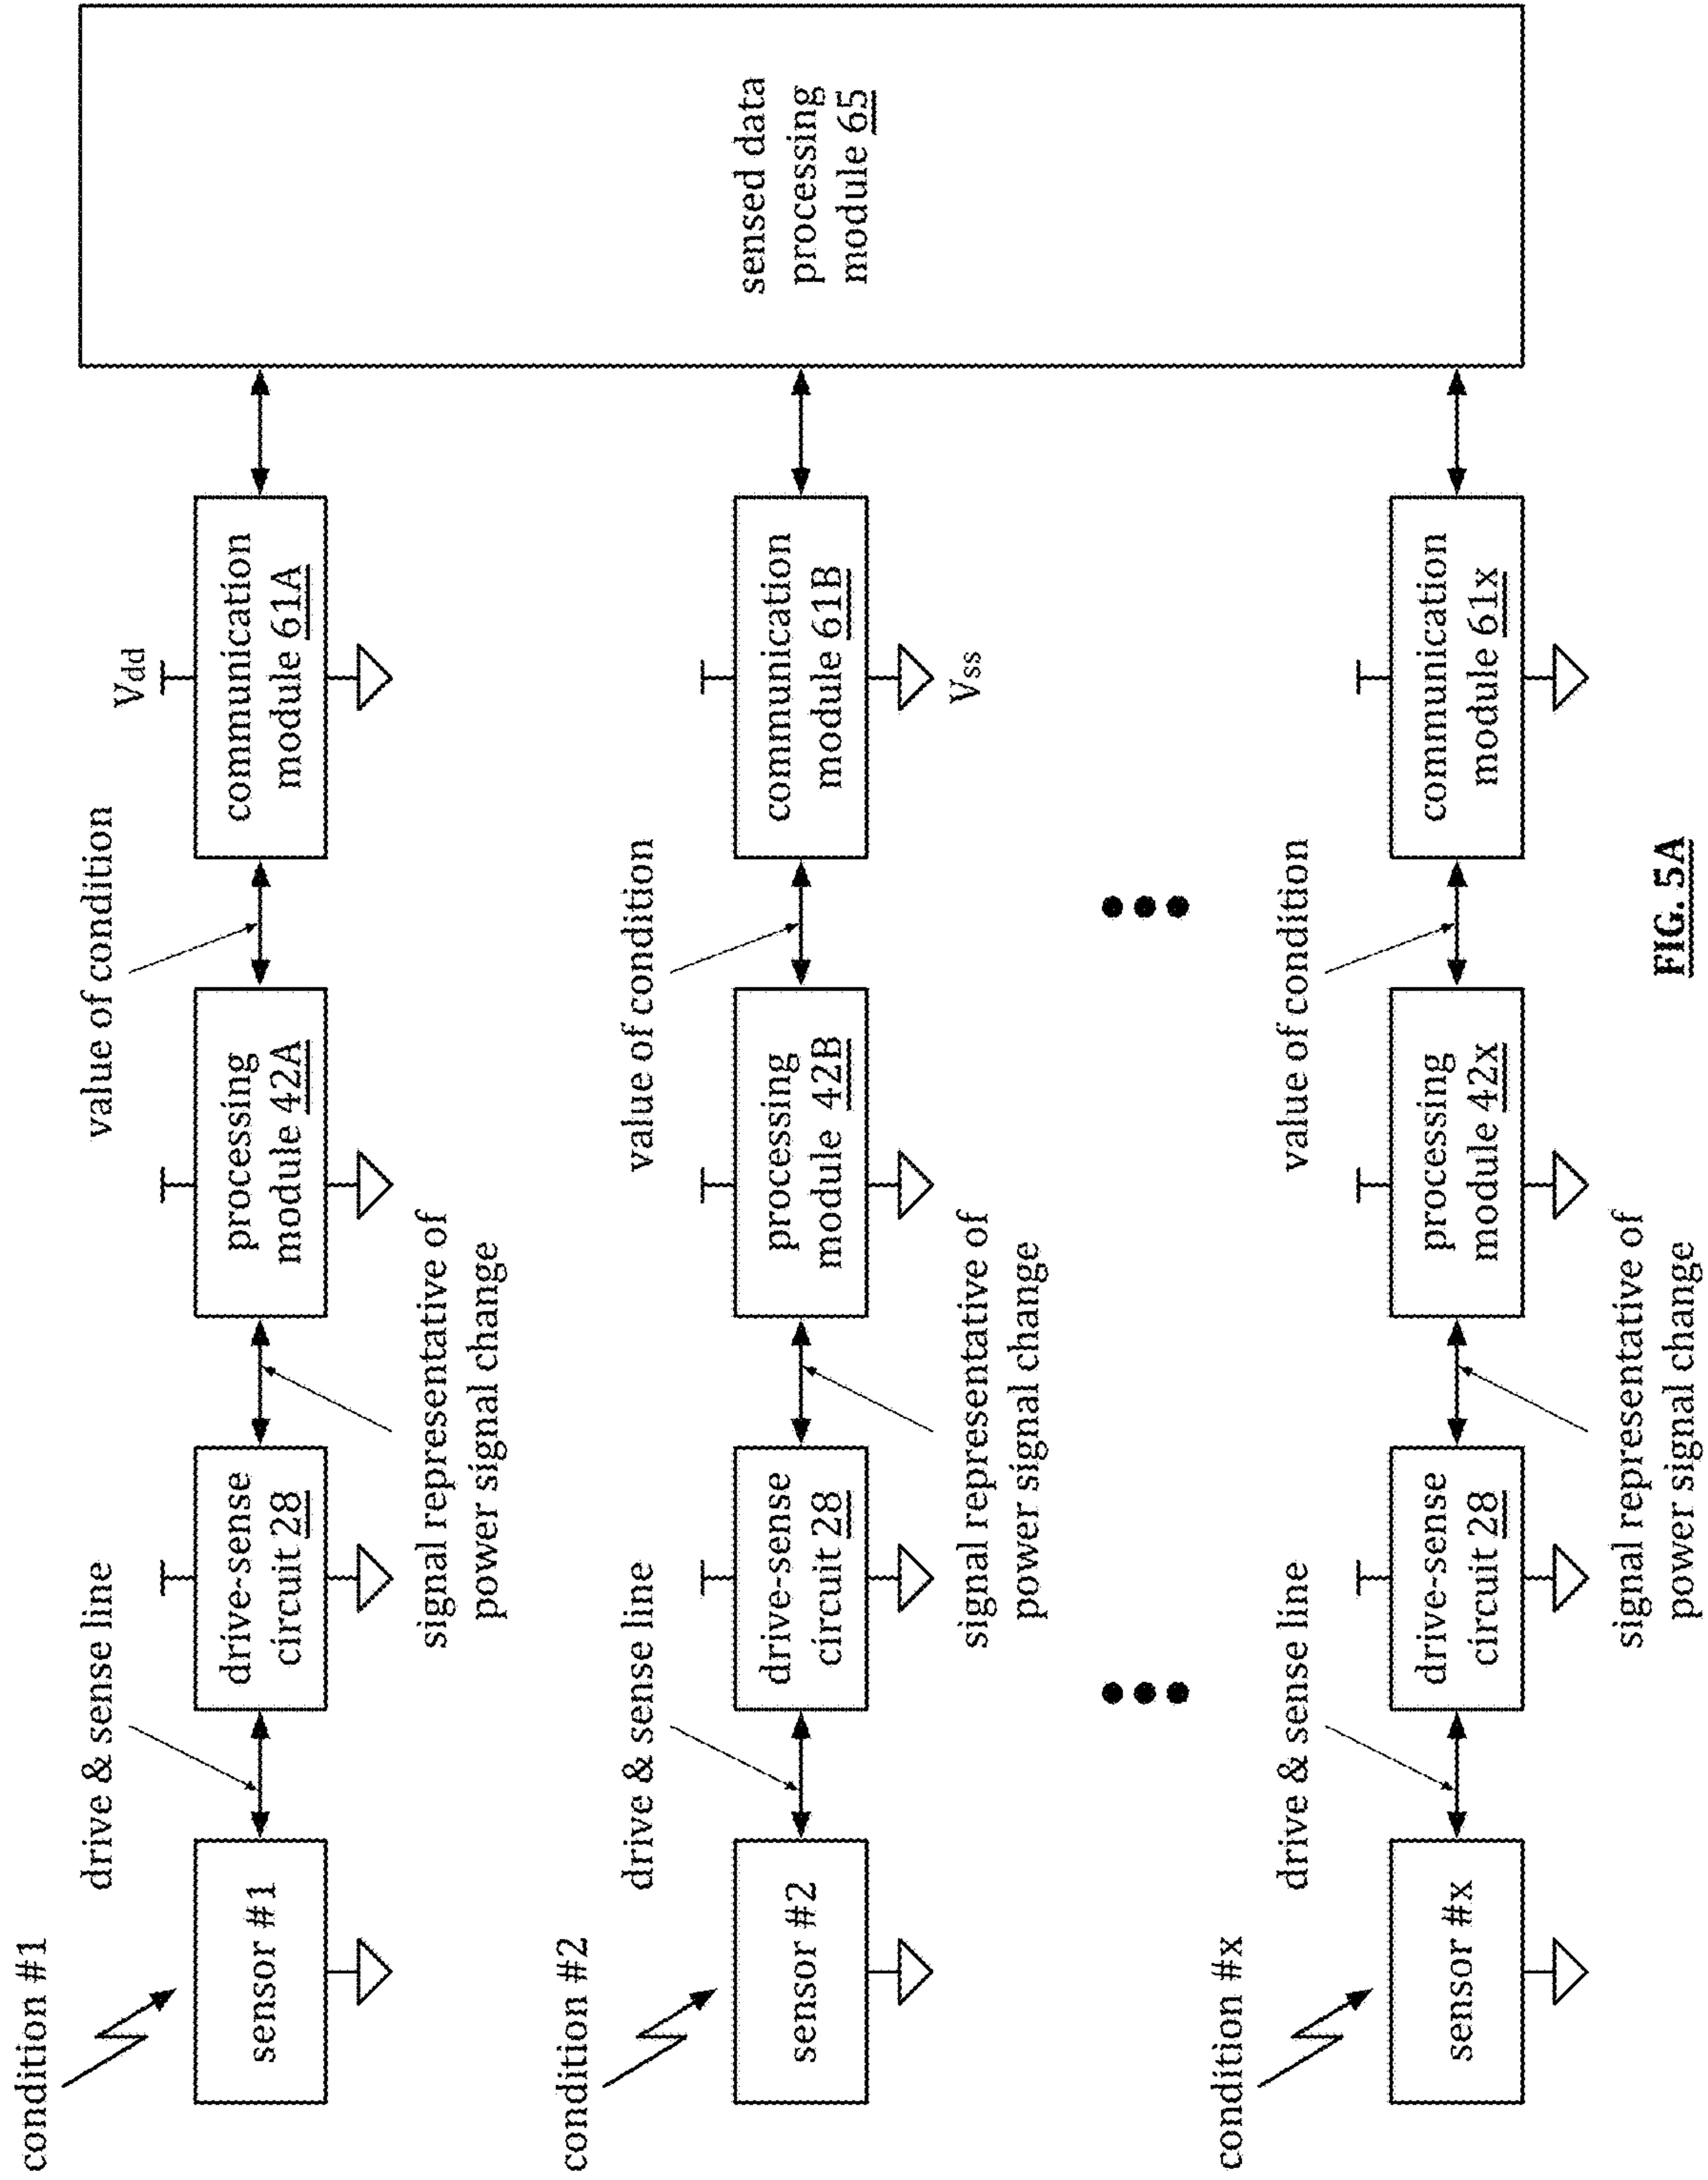 condition #1
drive & sense line
value of condition
Vdd
sensor #1
drive-sense
circuit 28
processing
module 42A
communication
module 61A
signal representative of
power signal change
sensed data
processing
module 65
condition #2
drive & sense line
value of condition
sensor #2
drive-sense
circuit 28
processing
module 42B
communication
module 61B
Vss
signal representative of
power signal change
condition #x
drive & sense line
value of condition
sensor #x
drive-sense
circuit 28
processing
module 42x
communication
module 61x
signal representative of
power signal change
FIG. 5A